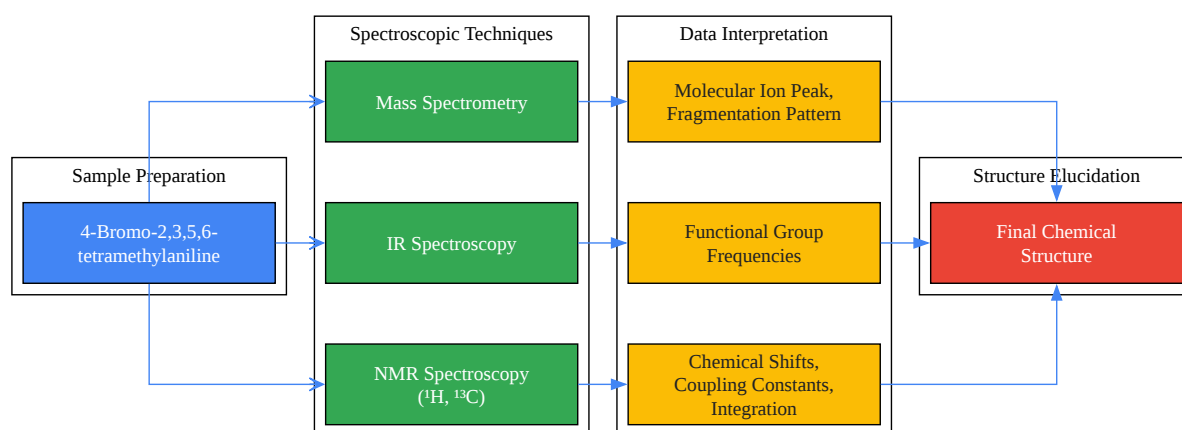 Spectroscopic Techniques
Data Interpretation
Mass Spectrometry
Molecular Ion Peak,
Fragmentation Pattern
Sample Preparation
Structure Elucidation
4-Bromo-2,3,5,6-
tetramethylaniline
IR Spectroscopy
Functional Group
Frequencies
Final Chemical
Structure
NMR Spectroscopy
(¹H, ¹³C)
Chemical Shifts,
Coupling Constants,
Integration